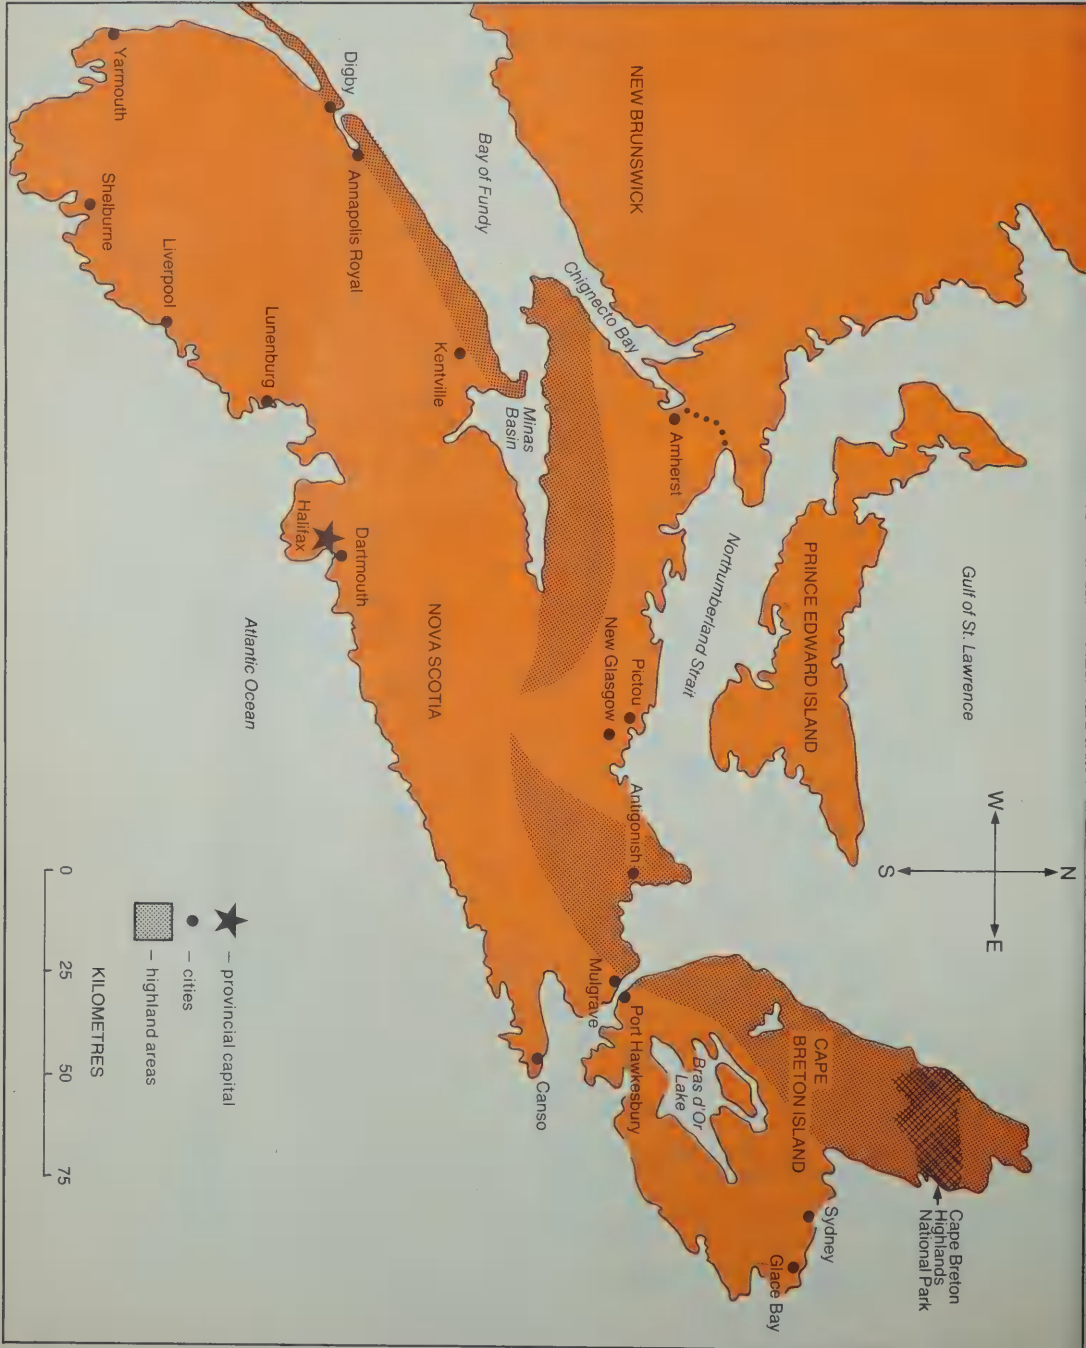 NEW BRUNSWICK
PRINCE EDWARD ISLAND
Gulf of St. Lawrence
N
W
E
S
Cape Breton
Highlands
National Park
CAPE
BRETON ISLAND
Sydney
Glace Bay
Bras d'Or
Lake
Port Hawkesbury
Mulgrave
Canso
Antigonish
Pictou
New Glasgow
Northumberland Strait
Amherst
Chignecto Bay
Bay of Fundy
Minas
Basin
Kentville
Digby
Annapolis Royal
NOVA SCOTIA
Dartmouth
Halifax
Lunenburg
Liverpool
Shelburne
Yarmouth
Atlantic Ocean
– provincial capital
– cities
– highland areas
KILOMETRES
0 25 50 75